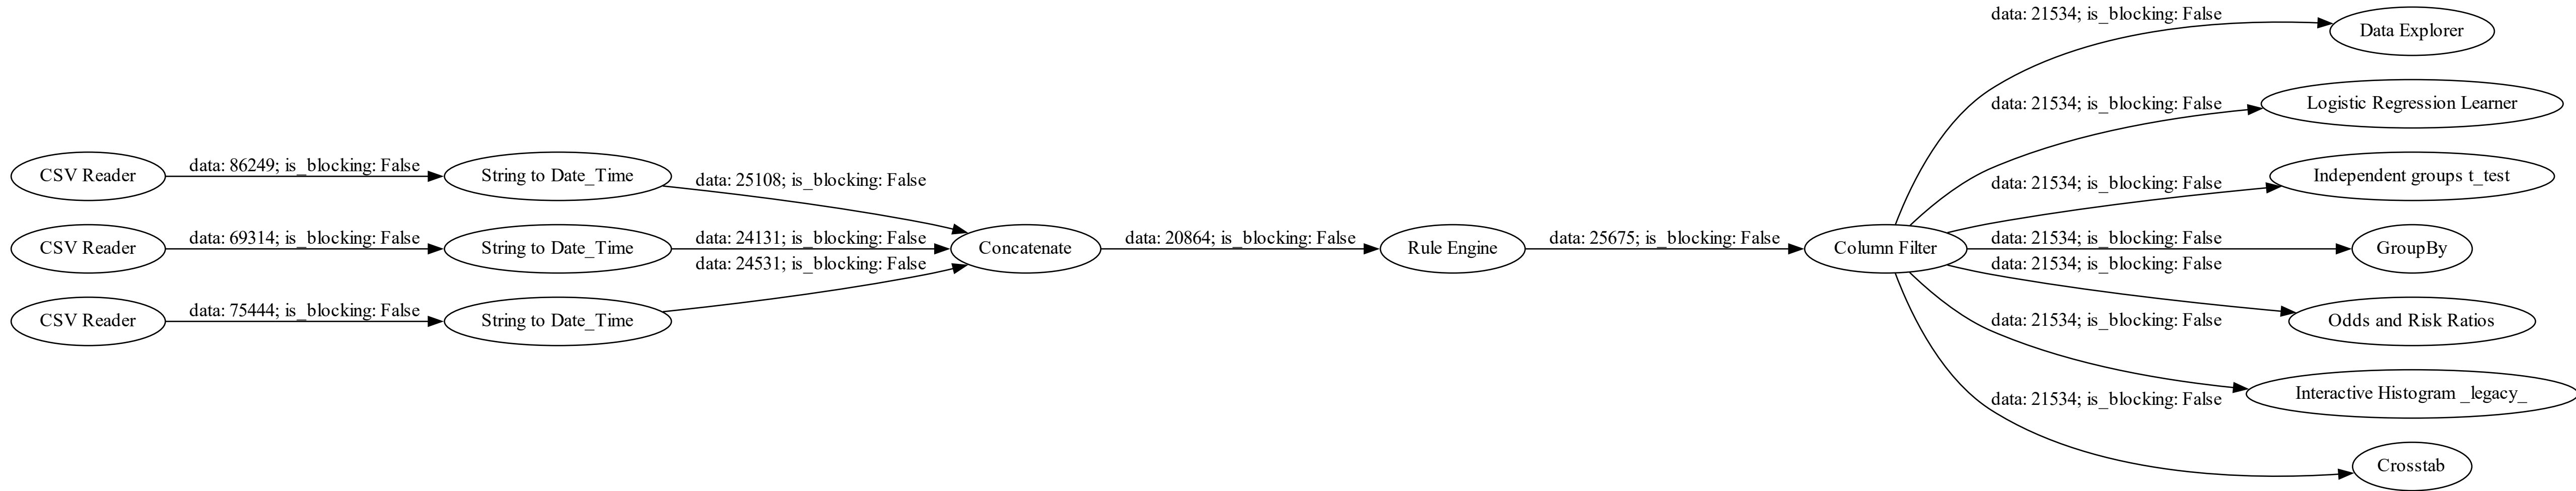 data: 21534; is_blocking: False
Data Explorer
data: 21534; is_blocking: False
Logistic Regression Learner
CSV Reader
data: 86249; is_blocking: False
String to Date_Time
data: 25108; is_blocking: False
data: 21534; is_blocking: False
Independent groups t_test
CSV Reader
data: 69314; is_blocking: False
String to Date_Time
data: 24131; is_blocking: False
Concatenate
data: 20864; is_blocking: False
Rule Engine
data: 25675; is_blocking: False
Column Filter
data: 21534; is_blocking: False
GroupBy
data: 24531; is_blocking: False
data: 21534; is_blocking: False
CSV Reader
data: 75444; is_blocking: False
String to Date_Time
Odds and Risk Ratios
data: 21534; is_blocking: False
Interactive Histogram _legacy_
data: 21534; is_blocking: False
Crosstab